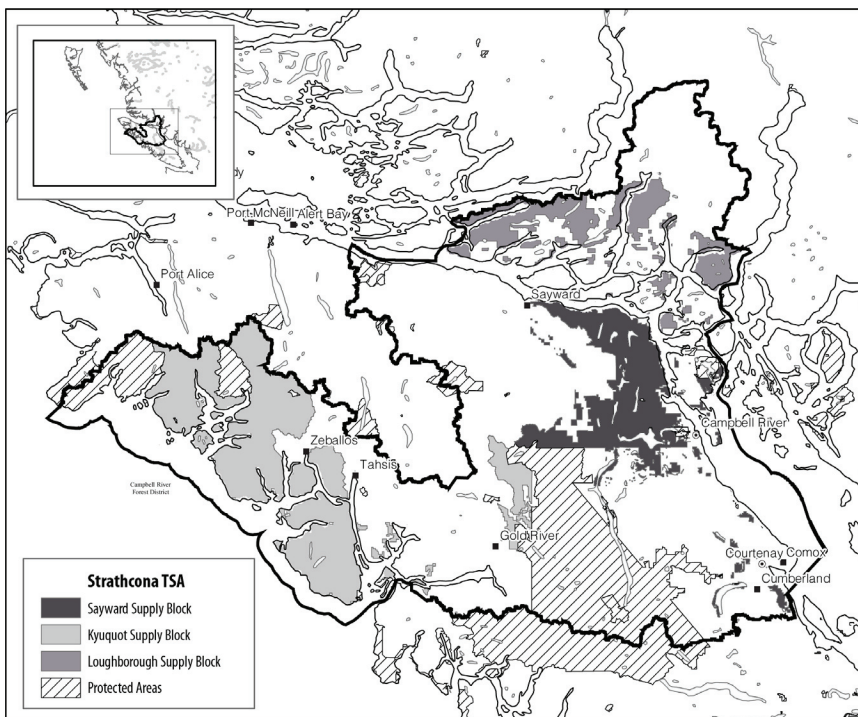 dy
Port McNeill
Alert Bay
Port Alice
Sayward
Campbell River
Zeballos
Tahsis
Campbell River
Forest District
Gold River
Courtenay
Comox
Cumberland
Strathcona TSA
Sayward Supply Block
Kyuquot Supply Block
Loughborough Supply Block
Protected Areas